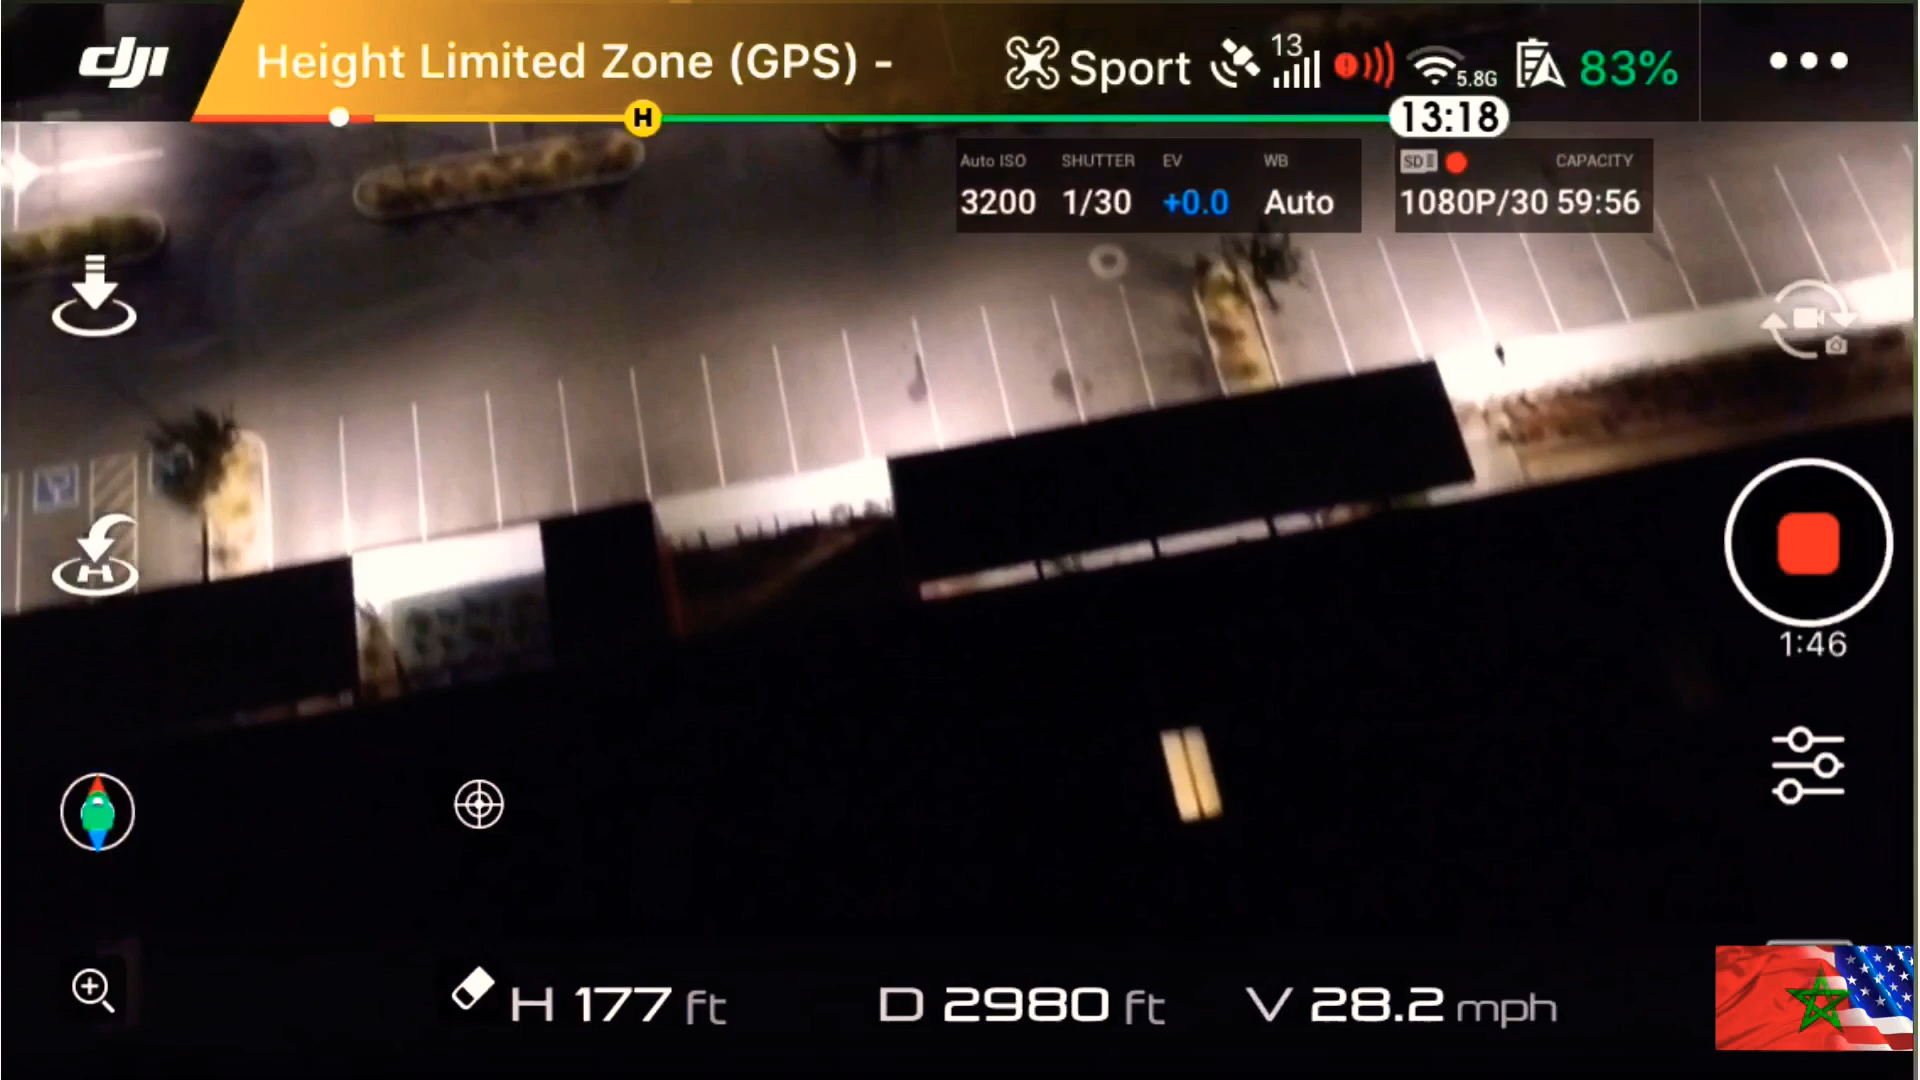 dji
Height Limited Zone (GPS) -
Sport
13
5.8G
83%
H
13:18
Auto ISO
SHUTTER
EV
WB
3200
1/30
+0.0
Auto
SD
CAPACITY
1080P/30 59:56
H
1:46
H 177 ft
D 2980 ft
V 28.2 mph